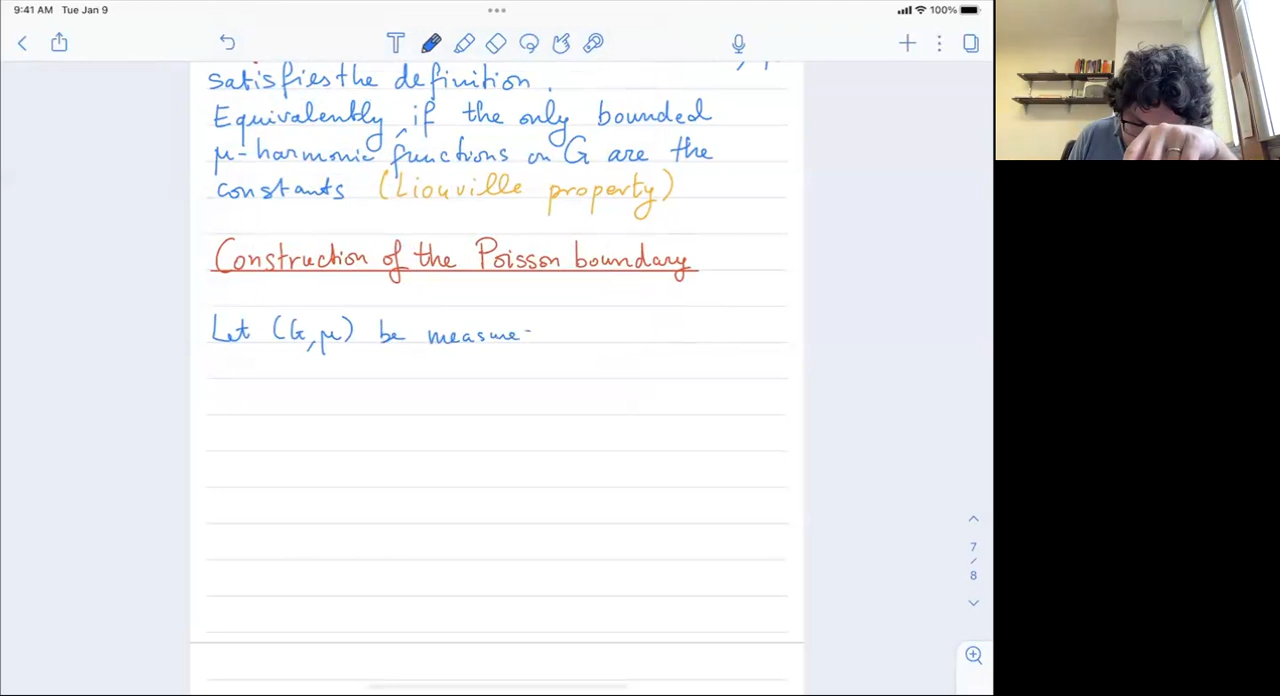 9:41 AM Tue Jan 9
100%
satisfies the definition.
Equivalently, if the only bounded
μ-harmonic functions on G are the
constants (Liouville property)
Construction of the Poisson boundary
Let (G, μ) be measure-
7
/
8